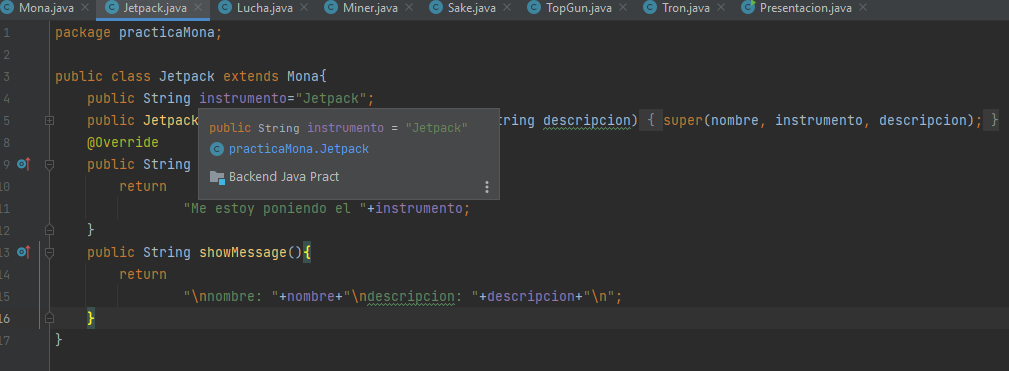 Mona.java Jetpack.java Lucha.java Miner.java Sake.java TopGun.java Tron.java Presentacion.java
1 package practicaMona;
2
3 public class Jetpack extends Mona{
4 public String instrumento="Jetpack";
5 public Jetpack tring descripcion) { super(nombre, instrumento, descripcion); }
public String instrumento = "Jetpack"
practicaMona.Jetpack
Backend Java Pract
8 @Override
9 public String
10 return
11 "Me estoy poniendo el "+instrumento;
12 }
13 public String showMessage(){
14 return
15 "\nnombre: "+nombre+"\ndescripcion: "+descripcion+"\n";
16 }
17 }